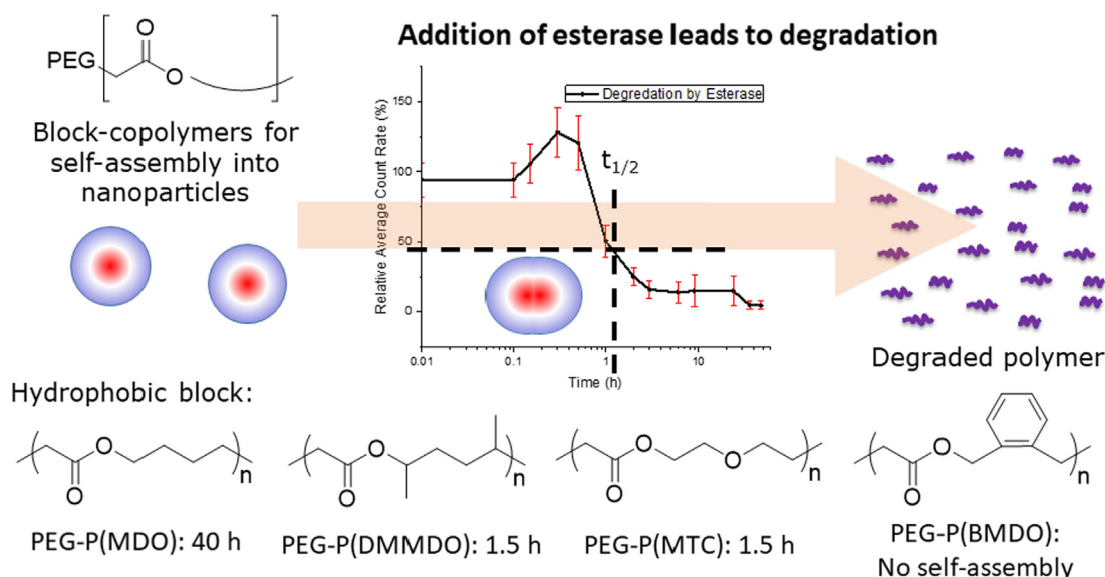 PEG
O
O
Block-copolymers for
self-assembly into
nanoparticles
Addition of esterase leads to degradation
Degredation by Esterase
Relative Average Count Rate (%)
150
100
50
0
t1/2
0.01
0.1
1
10
Time (h)
Degraded polymer
Hydrophobic block:
O
O
n
PEG-P(MDO): 40 h
O
O
n
PEG-P(DMMDO): 1.5 h
O
O
O
n
PEG-P(MTC): 1.5 h
O
O
n
PEG-P(BMDO):
No self-assembly